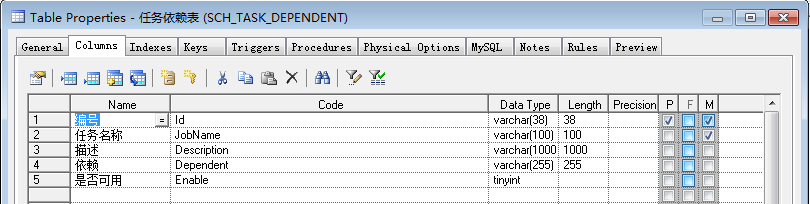 Table Properties - 任务依赖表 (SCH_TASK_DEPENDENT)
General Columns Indexes Keys Triggers Procedures Physical Options MySQL Notes Rules Preview
Name Code Data Type Length Precision P F M
1 编号 = Id varchar(38) 38
2 任务名称 JobName varchar(100) 100
3 描述 Description varchar(1000 1000
4 依赖 Dependent varchar(255) 255
5 是否可用 Enable tinyint